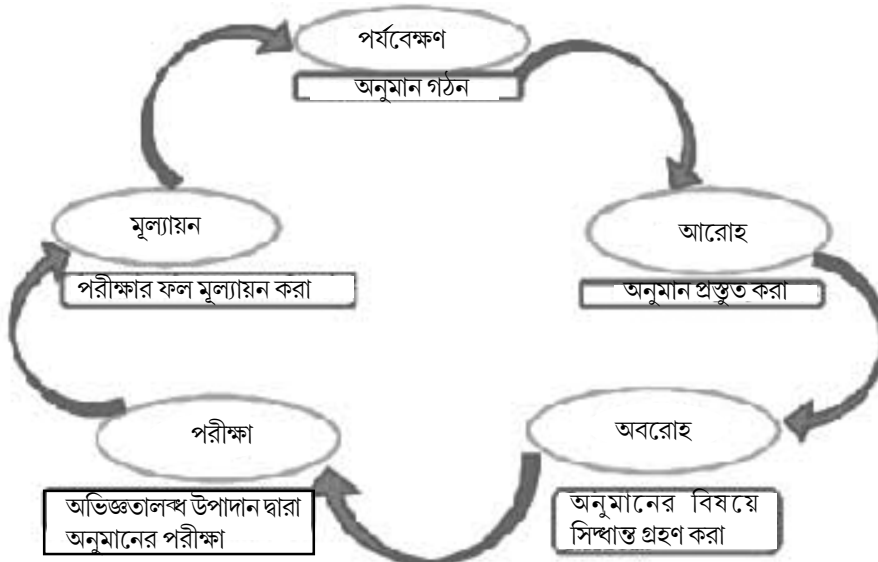 পর্যবেক্ষণ
অনুমান গঠন
আরোহ
অনুমান প্রস্তুত করা
অবরোহ
অনুমানের বিষয়ে
সিদ্ধান্ত গ্রহণ করা
পরীক্ষা
অভিজ্ঞতালব্ধ উপাদান দ্বারা
অনুমানের পরীক্ষা
মূল্যায়ন
পরীক্ষার ফল মূল্যায়ন করা